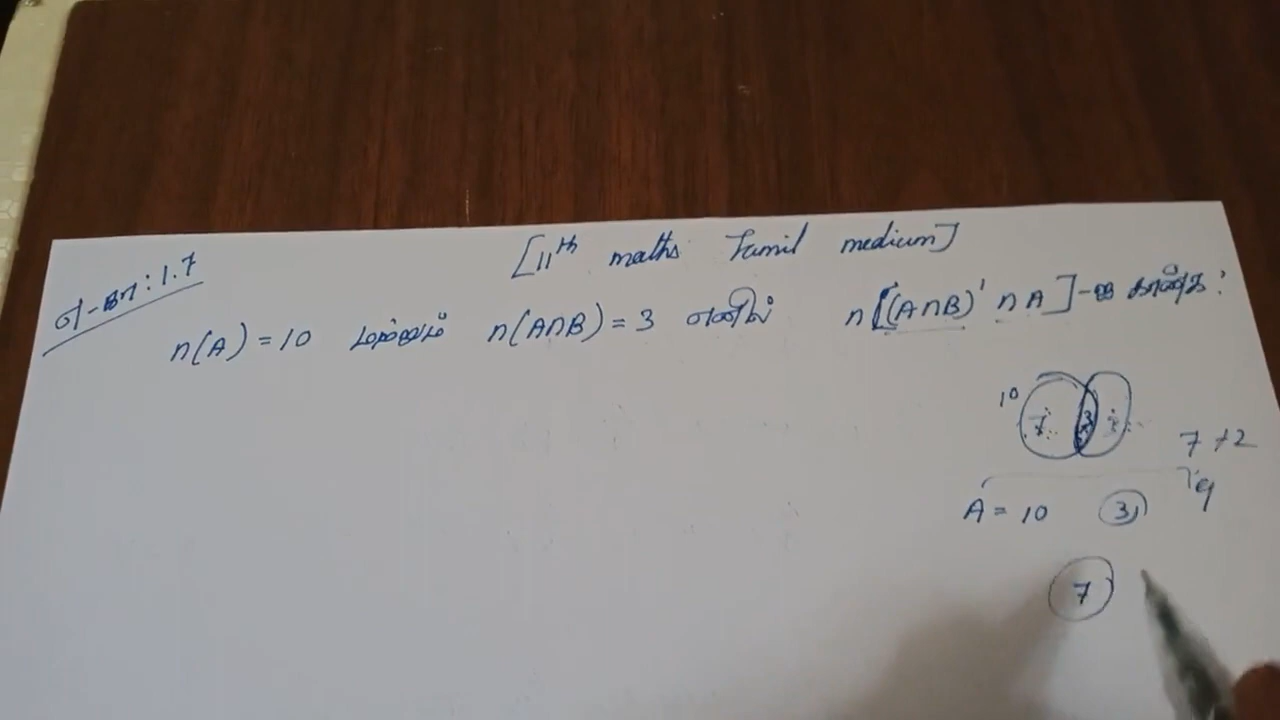 [11th maths Tamil medium]
எ-கா: 1.7
n(A) = 10 மற்றும் n(A∩B) = 3 எனில் n[(A∩B)' ∩ A] -ஐ காண்க:
10
7 3
7 +2
9
A = 10 3
7